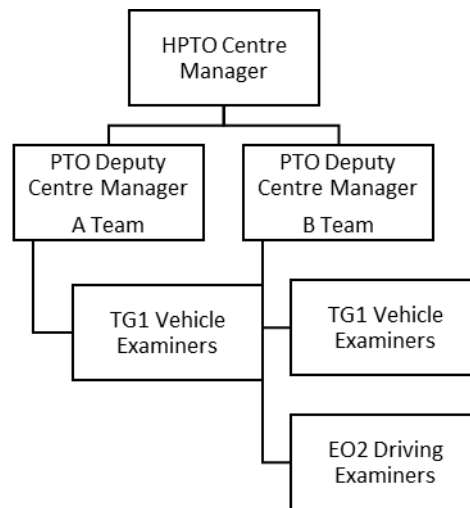 HPTO Centre
Manager
PTO Deputy
Centre Manager
A Team
PTO Deputy
Centre Manager
B Team
TG1 Vehicle
Examiners
TG1 Vehicle
Examiners
EO2 Driving
Examiners